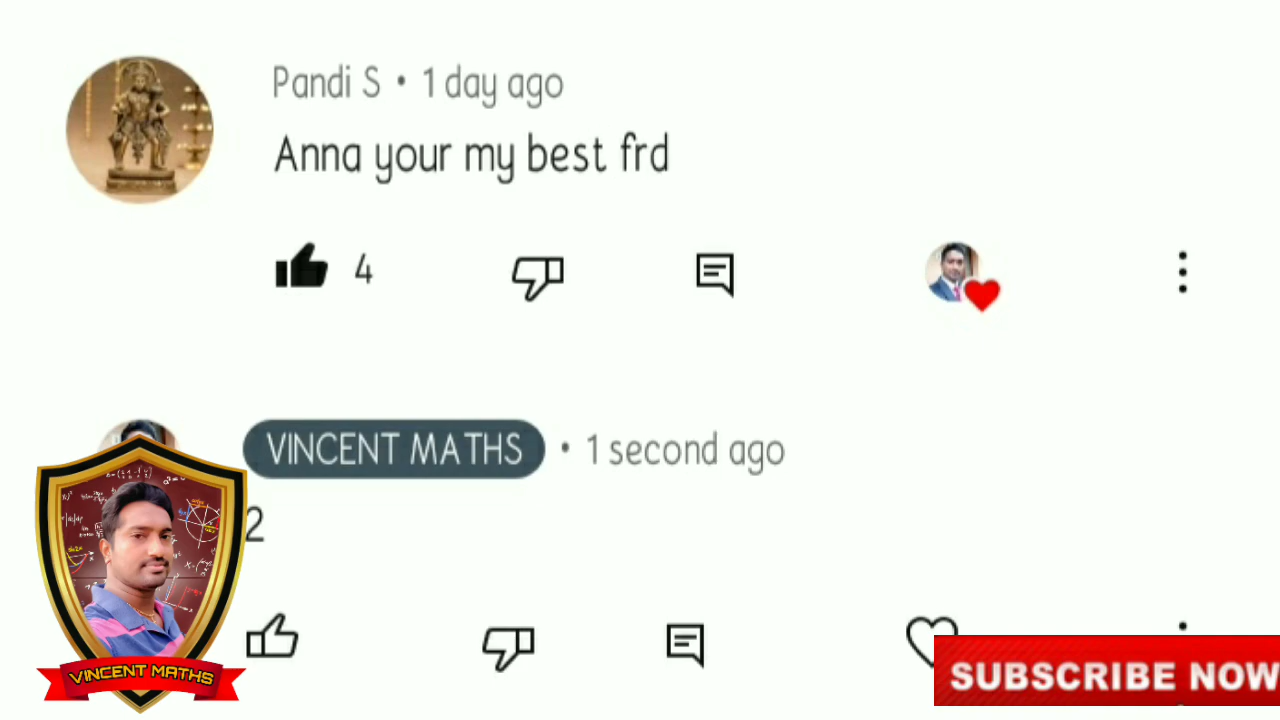 Pandi S • 1 day ago
Anna your my best frd
4
VINCENT MATHS • 1 second ago
2
VINCENT MATHS
SUBSCRIBE NOW